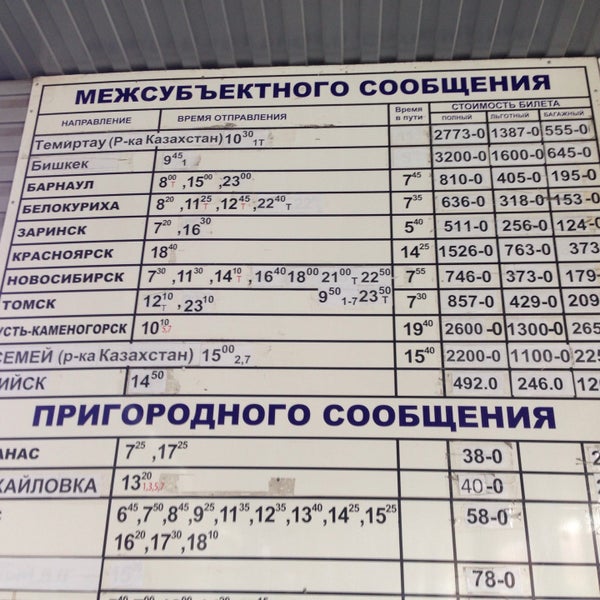 МЕЖСУБЪЕКТНОГО СООБЩЕНИЯ
НАПРАВЛЕНИЕ ВРЕМЯ ОТПРАВЛЕНИЯ Время в пути СТОИМОСТЬ БИЛЕТА
ПОЛНЫЙ ЛЬГОТНЫЙ БАГАЖНЫЙ
Темиртау (Р-ка Казахстан) 10³⁰ 1Т 2773-0 1387-0 555-0
Бишкек 9⁴⁵ 1 3200-0 1600-0 645-0
БАРНАУЛ 8⁰⁰ Т ,15⁰⁰ ,23⁰⁰ 7⁴⁵ 810-0 405-0 195-0
БЕЛОКУРИХА 8²⁰ ,11²⁵ Т ,12⁴⁵ Т ,22⁴⁰ Т 7³⁵ 636-0 318-0 153-0
ЗАРИНСК 7²⁰ ,16³⁰ 5⁴⁰ 511-0 256-0 124-0
КРАСНОЯРСК 18⁴⁰ 14²⁵ 1526-0 763-0 373
НОВОСИБИРСК 7³⁰ ,11³⁰ ,14¹⁰ Т ,16⁴⁰ 18⁰⁰ 21⁰⁰ Т 22⁵⁰ 7⁵⁵ 746-0 373-0 179-
ТОМСК 12¹⁰ Т ,23¹⁰ 9⁵⁰ 1-7 23⁵⁰ Т 7³⁰ 857-0 429-0 209
УСТЬ-КАМЕНОГОРСК 10¹⁰ 5,7 19⁴⁰ 2600-0 1300-0 265
СЕМЕЙ (р-ка Казахстан) 15⁰⁰ 2,7 15⁴⁰ 2200-0 1100-0 225
ИЙСК 14⁵⁰ 492.0 246.0 12
ПРИГОРОДНОГО СООБЩЕНИЯ
АНАС 7²⁵ ,17²⁵ 38-0
ХАЙЛОВКА 13²⁰ 1,3,5,7 40-0
6⁴⁵,7⁵⁰,8⁴⁵,9²⁵,11³⁵,12³⁵,13⁴⁰,14²⁵,15²⁵ 58-0
16²⁰,17³⁰,18¹⁰
78-0